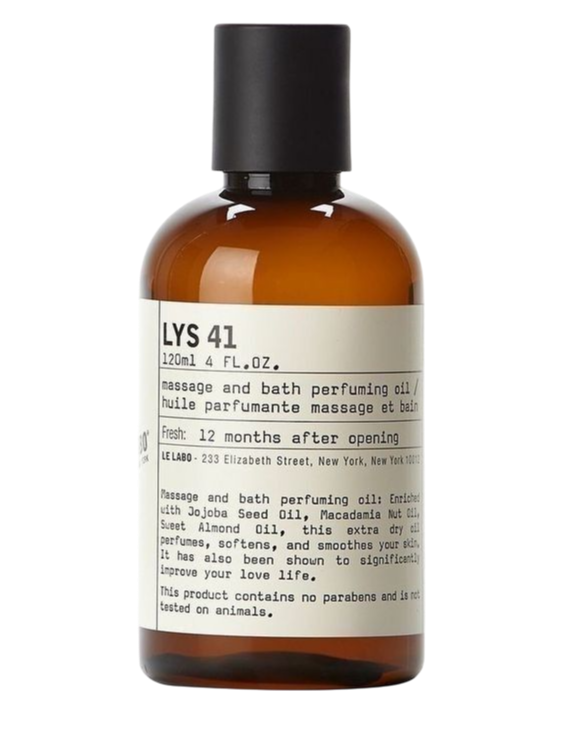 LYS 41
120ml 4 FL.OZ.
massage and bath perfuming oil /
huile parfumante massage et bain
Fresh: 12 months after opening
LE LABO - 233 Elizabeth Street, New York, New York
Massage and bath perfuming oil: Enriched
with Jojoba Seed Oil, Macadamia Nut Oil,
Sweet Almond Oil, this extra dry oil
perfumes, softens, and smoothes your skin.
It has also been shown to significantly
improve your love life.
This product contains no parabens and is not
tested on animals.